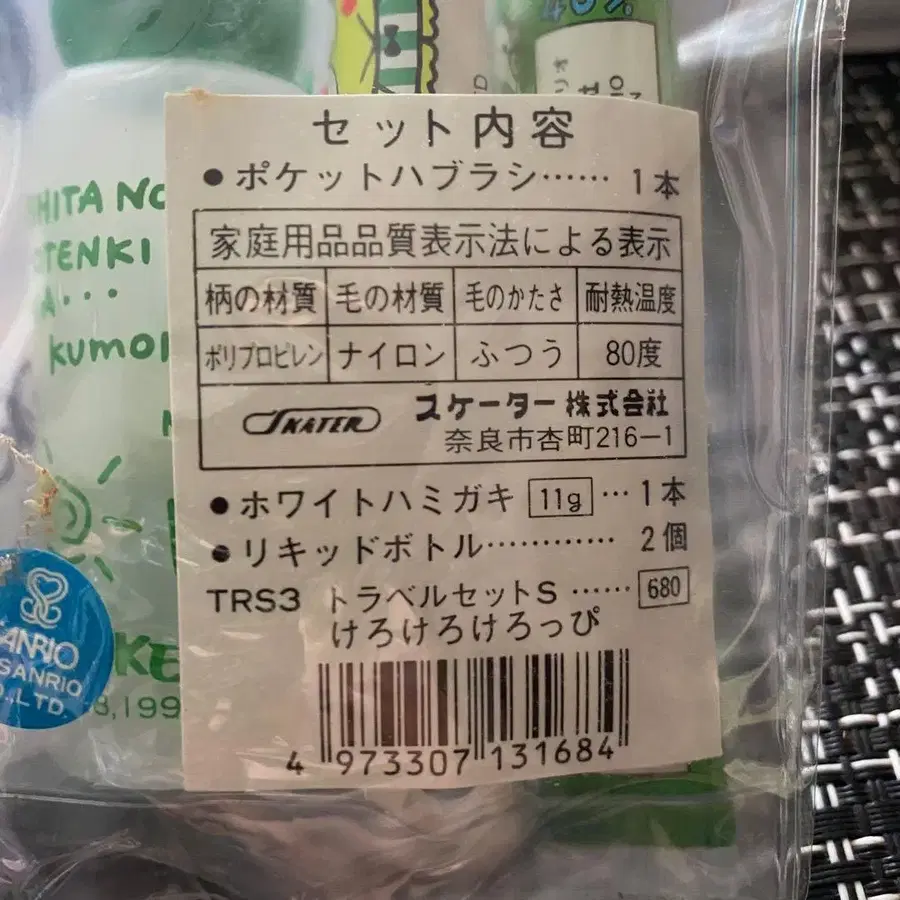 セット内容
●ポケットハブラシ…… 1本
家庭用品品質表示法による表示
柄の材質 毛の材質 毛のかたさ 耐熱温度
ポリプロピレン ナイロン ふつう 80度
SKATER スケーター株式会社
奈良市杏町216-1
●ホワイトハミガキ 11g … 1本
●リキッドボトル………… 2個
TRS3 トラベルセットS …… 680
けろけろけろっぴ
4 973307 131684
TENKI
SANRIO